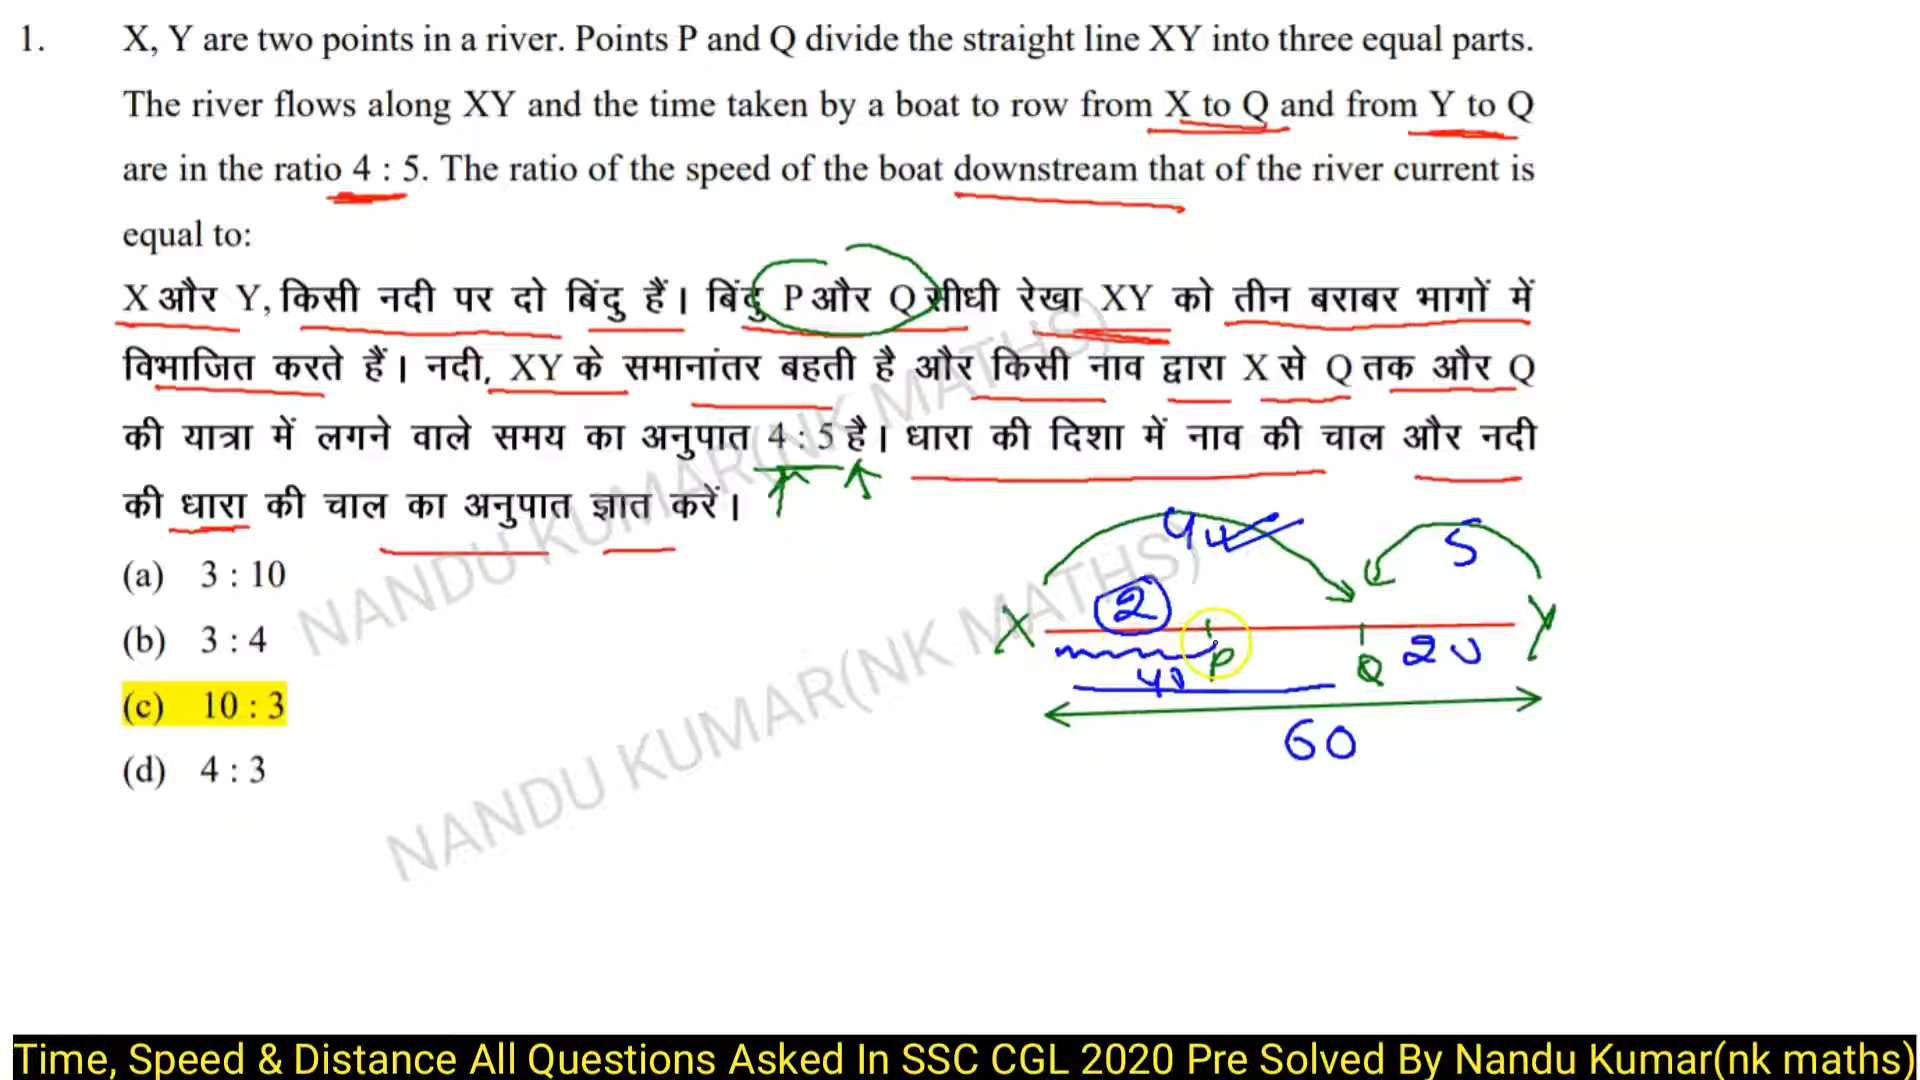 1. X, Y are two points in a river. Points P and Q divide the straight line XY into three equal parts.
The river flows along XY and the time taken by a boat to row from X to Q and from Y to Q
are in the ratio 4 : 5. The ratio of the speed of the boat downstream that of the river current is
equal to:
X और Y, किसी नदी पर दो बिंदु हैं। बिंदु P और Q सीधी रेखा XY को तीन बराबर भागों में
विभाजित करते हैं। नदी, XY के समानांतर बहती है और किसी नाव द्वारा X से Q तक और Q
की यात्रा में लगने वाले समय का अनुपात 4 : 5 है। धारा की दिशा में नाव की चाल और नदी
की धारा की चाल का अनुपात ज्ञात करें।
(a) 3 : 10
(b) 3 : 4
(c) 10 : 3
(d) 4 : 3
4 5
X 2 P Q 20 Y
40
60
NANDU KUMAR(NK MATHS)
NANDU KUMAR(NK MATHS)
Time, Speed & Distance All Questions Asked In SSC CGL 2020 Pre Solved By Nandu Kumar(nk maths)